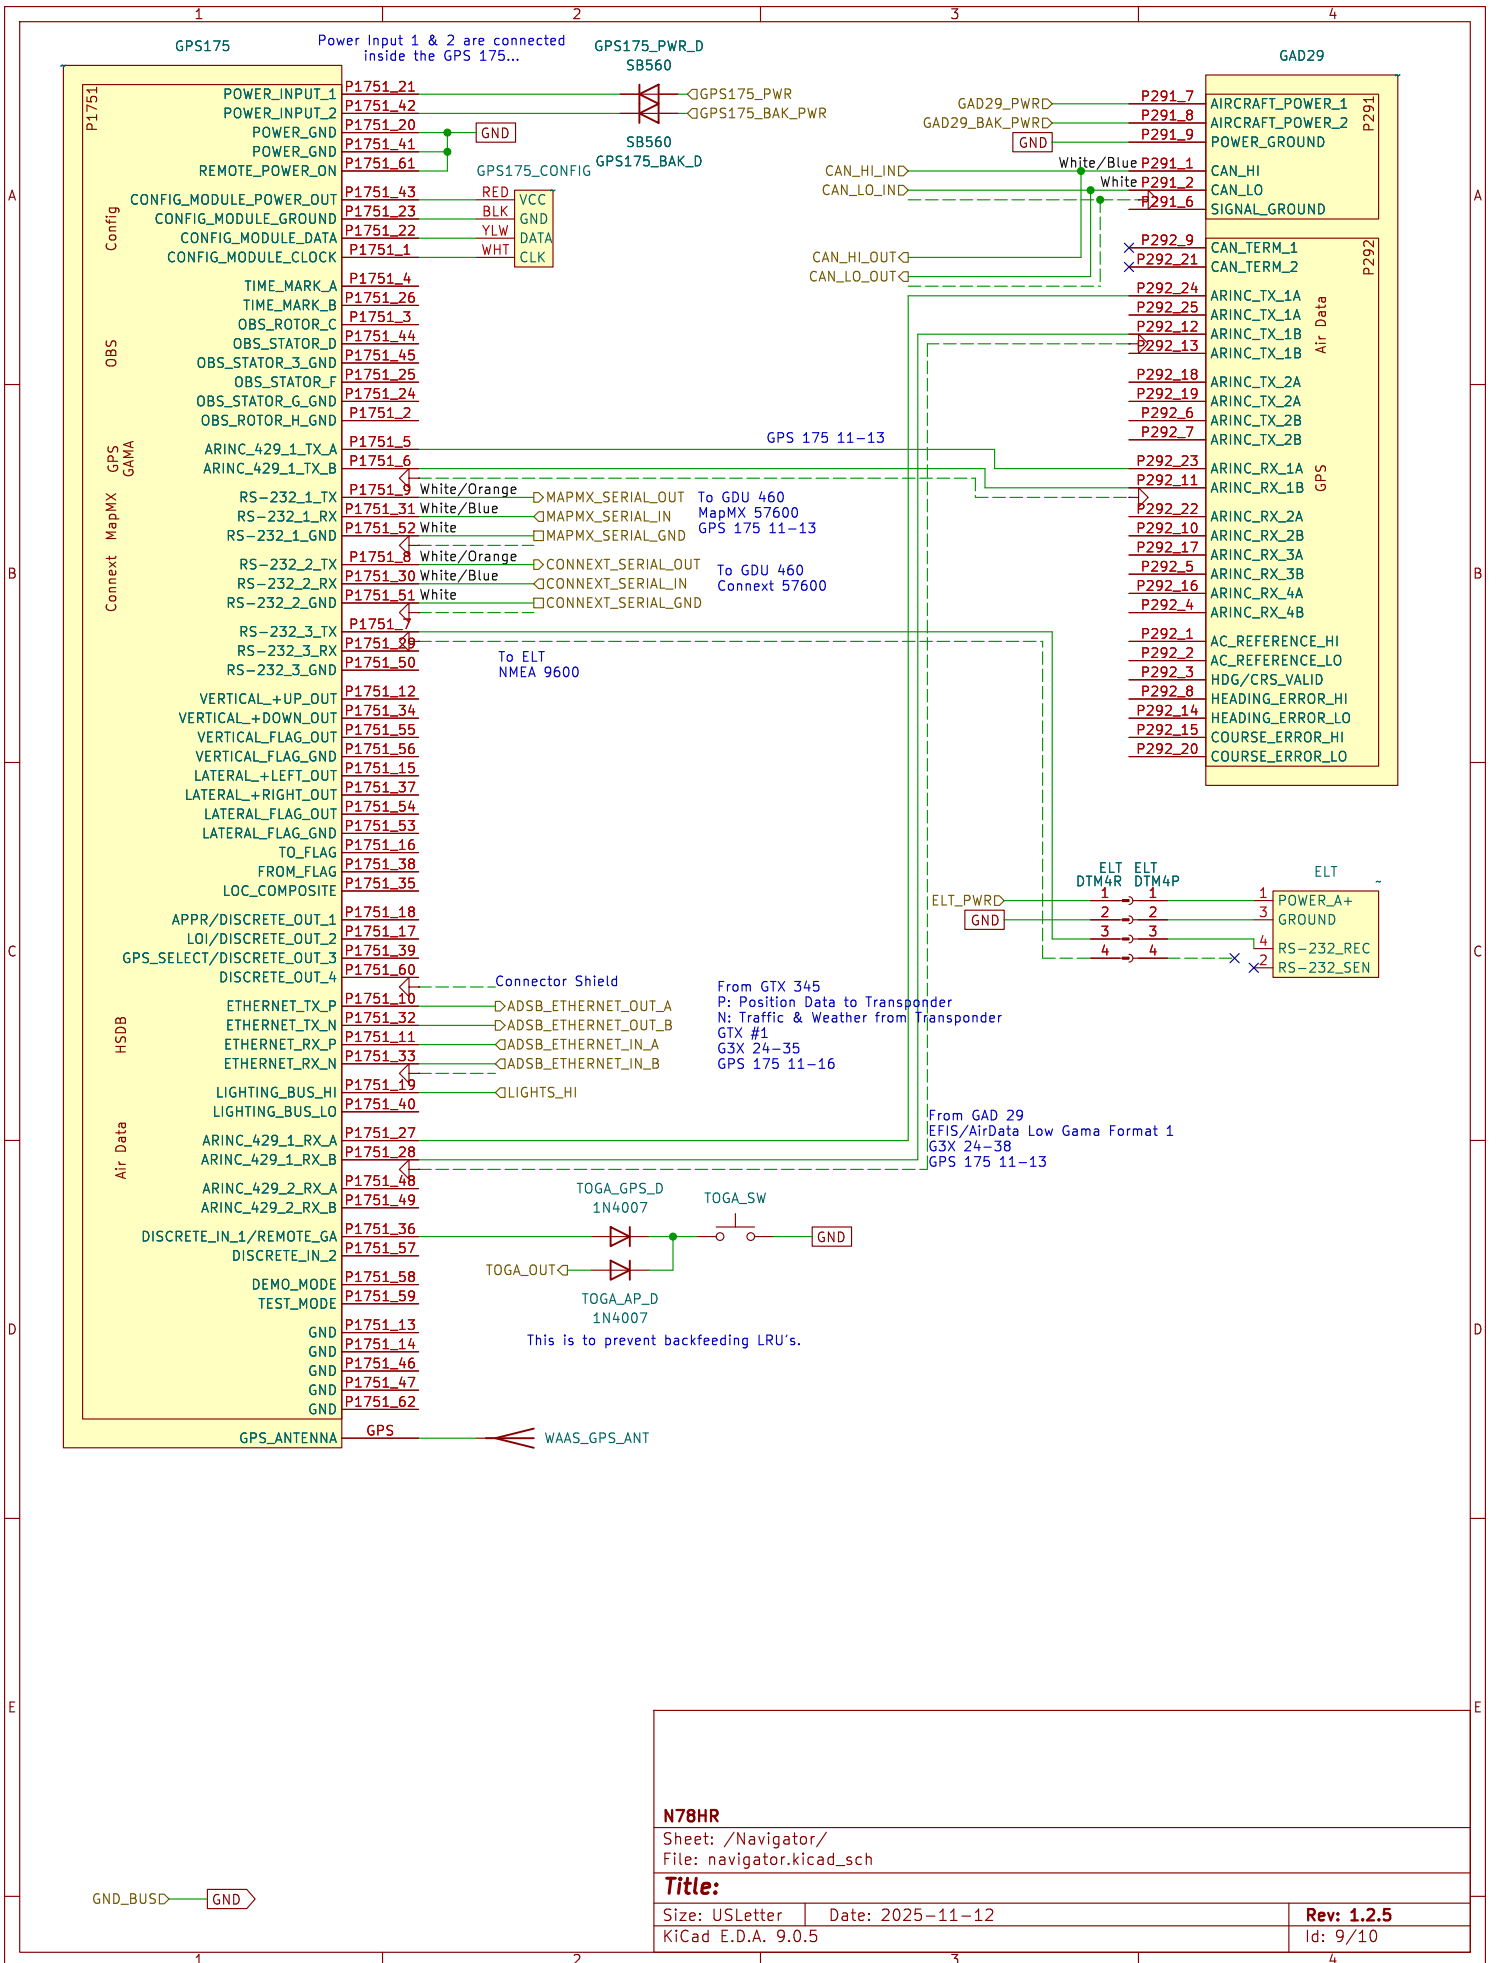 1 2 3 4
GPS175
Power Input 1 & 2 are connected
inside the GPS 175...
GPS175_PWR_D
SB560
GAD29
P1751
POWER_INPUT_1 P1751_21
GPS175_PWR
POWER_INPUT_2 P1751_42
GPS175_BAK_PWR
POWER_GND P1751_20
GND
POWER_GND P1751_41
REMOTE_POWER_ON P1751_61
SB560
GPS175_BAK_D
GPS175_CONFIG
A
Config
CONFIG_MODULE_POWER_OUT P1751_43 RED VCC
CONFIG_MODULE_GROUND P1751_23 BLK GND
CONFIG_MODULE_DATA P1751_22 YLW DATA
CONFIG_MODULE_CLOCK P1751_1 WHT CLK
TIME_MARK_A P1751_4
TIME_MARK_B P1751_26
OBS
OBS_ROTOR_C P1751_3
OBS_STATOR_D P1751_44
OBS_STATOR_3_GND P1751_45
OBS_STATOR_F P1751_25
OBS_STATOR_G_GND P1751_24
OBS_ROTOR_H_GND P1751_2
GPS
GAMA
ARINC_429_1_TX_A P1751_5
ARINC_429_1_TX_B P1751_6
GPS 175 11-13
MapMX
RS-232_1_TX P1751_9 White/Orange MAPMX_SERIAL_OUT
RS-232_1_RX P1751_31 White/Blue MAPMX_SERIAL_IN
RS-232_1_GND P1751_52 White MAPMX_SERIAL_GND
To GDU 460
MapMX 57600
GPS 175 11-13
Connext
RS-232_2_TX P1751_8 White/Orange CONNEXT_SERIAL_OUT
RS-232_2_RX P1751_30 White/Blue CONNEXT_SERIAL_IN
RS-232_2_GND P1751_51 White CONNEXT_SERIAL_GND
To GDU 460
Connext 57600
B
RS-232_3_TX P1751_7
RS-232_3_RX P1751_29
RS-232_3_GND P1751_50
To ELT
NMEA 9600
VERTICAL_+UP_OUT P1751_12
VERTICAL_+DOWN_OUT P1751_34
VERTICAL_FLAG_OUT P1751_55
VERTICAL_FLAG_GND P1751_56
LATERAL_+LEFT_OUT P1751_15
LATERAL_+RIGHT_OUT P1751_37
LATERAL_FLAG_OUT P1751_54
LATERAL_FLAG_GND P1751_53
TO_FLAG P1751_16
FROM_FLAG P1751_38
LOC_COMPOSITE P1751_35
APPR/DISCRETE_OUT_1 P1751_18
LOI/DISCRETE_OUT_2 P1751_17
GPS_SELECT/DISCRETE_OUT_3 P1751_39
DISCRETE_OUT_4 P1751_60
C
Connector Shield
HSDB
ETHERNET_TX_P P1751_10 ADSB_ETHERNET_OUT_A
ETHERNET_TX_N P1751_32 ADSB_ETHERNET_OUT_B
ETHERNET_RX_P P1751_11 ADSB_ETHERNET_IN_A
ETHERNET_RX_N P1751_33 ADSB_ETHERNET_IN_B
From GTX 345
P: Position Data to Transponder
N: Traffic & Weather from Transponder
GTX #1
G3X 24-35
GPS 175 11-16
LIGHTING_BUS_HI P1751_19 LIGHTS_HI
LIGHTING_BUS_LO P1751_40
Air Data
ARINC_429_1_RX_A P1751_27
ARINC_429_1_RX_B P1751_28
ARINC_429_2_RX_A P1751_48
ARINC_429_2_RX_B P1751_49
From GAD 29
EFIS/AirData Low Gama Format 1
G3X 24-38
GPS 175 11-13
TOGA_GPS_D
1N4007
TOGA_SW
DISCRETE_IN_1/REMOTE_GA P1751_36
GND
DISCRETE_IN_2 P1751_57
TOGA_OUT
TOGA_AP_D
1N4007
This is to prevent backfeeding LRU's.
DEMO_MODE P1751_58
TEST_MODE P1751_59
D
GND P1751_13
GND P1751_14
GND P1751_46
GND P1751_47
GND P1751_62
GPS_ANTENNA GPS WAAS_GPS_ANT
P291
GAD29_PWR P291_7 AIRCRAFT_POWER_1
GAD29_BAK_PWR P291_8 AIRCRAFT_POWER_2
GND P291_9 POWER_GROUND
CAN_HI_IN White/Blue P291_1 CAN_HI
CAN_LO_IN White P291_2 CAN_LO
P291_6 SIGNAL_GROUND
A
P292
CAN_HI_OUT
CAN_LO_OUT
P292_9 CAN_TERM_1
P292_21 CAN_TERM_2
Air Data
P292_24 ARINC_TX_1A
P292_25 ARINC_TX_1A
P292_12 ARINC_TX_1B
P292_13 ARINC_TX_1B
P292_18 ARINC_TX_2A
P292_19 ARINC_TX_2A
P292_6 ARINC_TX_2B
P292_7 ARINC_TX_2B
GPS
P292_23 ARINC_RX_1A
P292_11 ARINC_RX_1B
P292_22 ARINC_RX_2A
P292_10 ARINC_RX_2B
P292_17 ARINC_RX_3A
P292_5 ARINC_RX_3B
P292_16 ARINC_RX_4A
P292_4 ARINC_RX_4B
B
P292_1 AC_REFERENCE_HI
P292_2 AC_REFERENCE_LO
P292_3 HDG/CRS_VALID
P292_8 HEADING_ERROR_HI
P292_14 HEADING_ERROR_LO
P292_15 COURSE_ERROR_HI
P292_20 COURSE_ERROR_LO
ELT ELT
DTM4R DTM4P
ELT
ELT_PWR 1 1 1 POWER_A+
GND 2 2 3 GROUND
3 3 4 RS-232_REC
4 4 2 RS-232_SEN
C
D
E E
N78HR
Sheet: /Navigator/
File: navigator.kicad_sch
Title:
Size: USLetter Date: 2025-11-12 Rev: 1.2.5
KiCad E.D.A. 9.0.5 Id: 9/10
GND_BUS GND
1 2 3 4